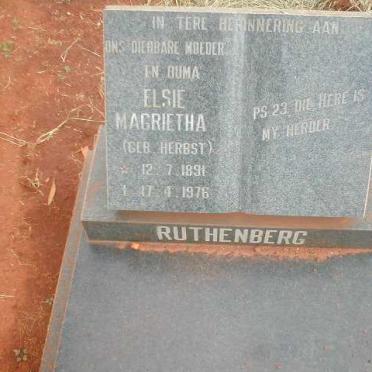 IN TERE HERINNERING AAN
ONS DIERBARE MOEDER
EN OUMA
ELSIE
MAGRIETHA
(GEB. HERBST)
12.7.1891
17.4.1976
PS 23 DIE HERE IS
MY HERDER
RUTHENBERG